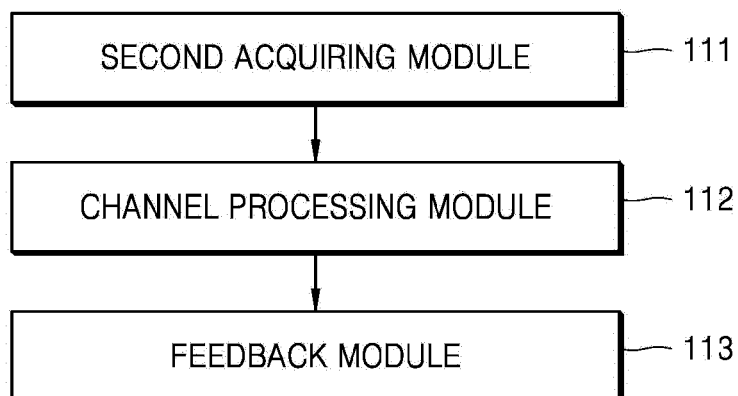 SECOND ACQUIRING MODULE 111
CHANNEL PROCESSING MODULE 112
FEEDBACK MODULE 113